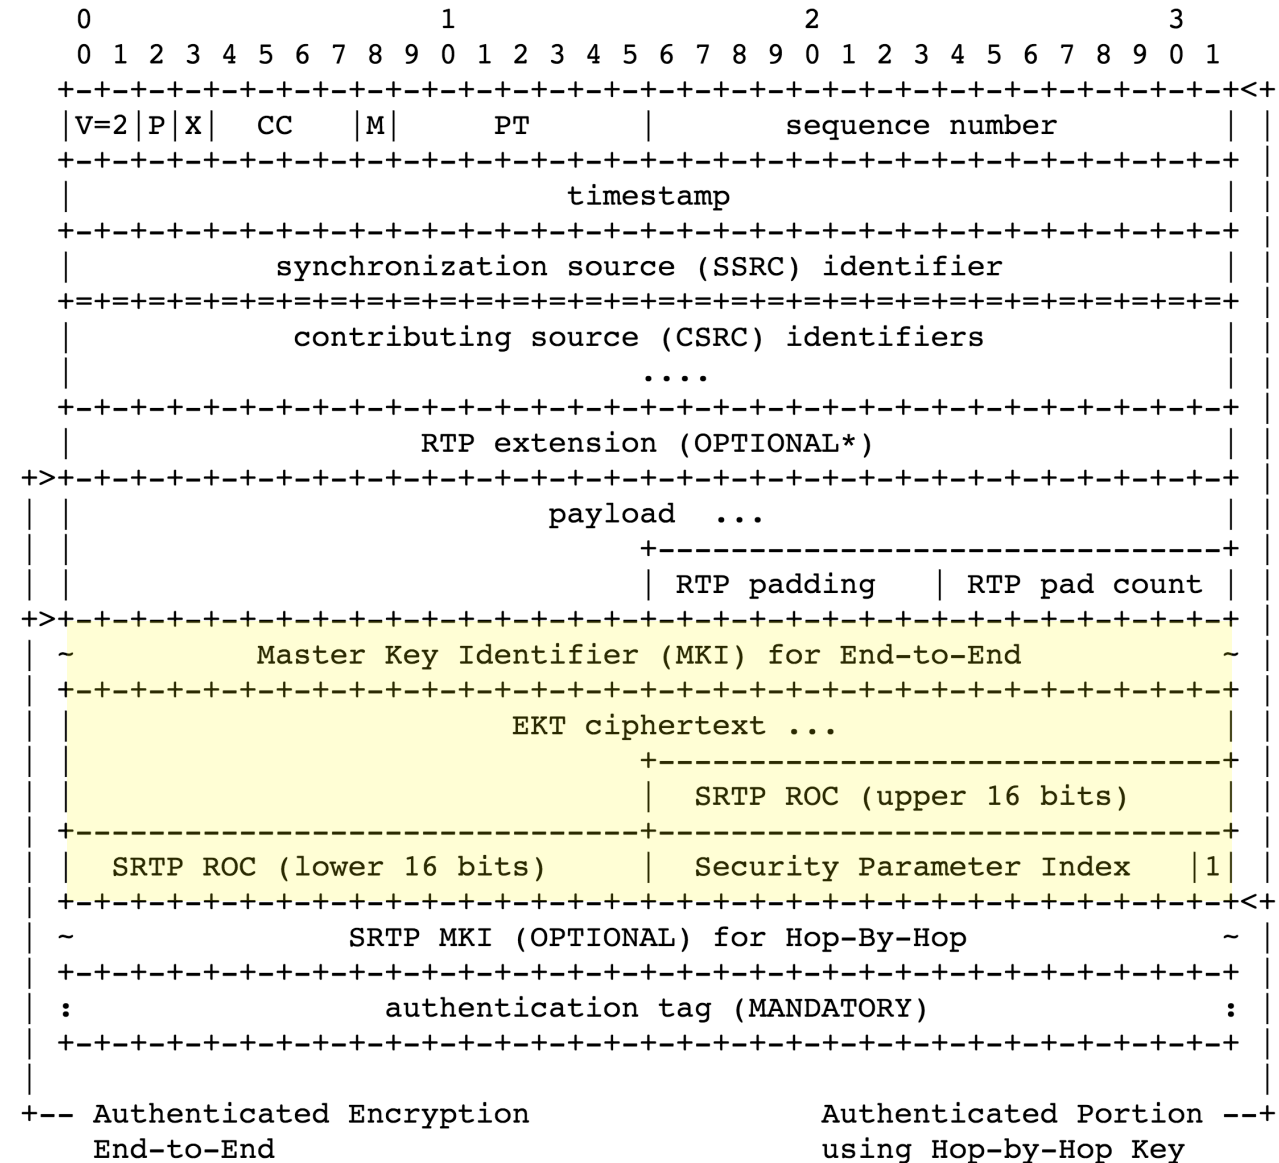 0                   1                   2                   3
 0 1 2 3 4 5 6 7 8 9 0 1 2 3 4 5 6 7 8 9 0 1 2 3 4 5 6 7 8 9 0 1
+-+-+-+-+-+-+-+-+-+-+-+-+-+-+-+-+-+-+-+-+-+-+-+-+-+-+-+-+-+-+-+-+<+
|V=2|P|X|  CC   |M|     PT      |       sequence number         | |
+-+-+-+-+-+-+-+-+-+-+-+-+-+-+-+-+-+-+-+-+-+-+-+-+-+-+-+-+-+-+-+-+ |
|                           timestamp                           | |
+-+-+-+-+-+-+-+-+-+-+-+-+-+-+-+-+-+-+-+-+-+-+-+-+-+-+-+-+-+-+-+-+ |
|           synchronization source (SSRC) identifier            | |
+=+=+=+=+=+=+=+=+=+=+=+=+=+=+=+=+=+=+=+=+=+=+=+=+=+=+=+=+=+=+=+=+ |
|            contributing source (CSRC) identifiers             | |
|                               ....                            | |
+-+-+-+-+-+-+-+-+-+-+-+-+-+-+-+-+-+-+-+-+-+-+-+-+-+-+-+-+-+-+-+-+ |
|                   RTP extension (OPTIONAL*)                   | |
+>+-+-+-+-+-+-+-+-+-+-+-+-+-+-+-+-+-+-+-+-+-+-+-+-+-+-+-+-+-+-+-+-+ |
| |                          payload  ...                         | |
| |                               +-------------------------------+ |
| |                               | RTP padding   | RTP pad count | |
+>+-+-+-+-+-+-+-+-+-+-+-+-+-+-+-+-+-+-+-+-+-+-+-+-+-+-+-+-+-+-+-+-+ |
| ~          Master Key Identifier (MKI) for End-to-End           ~ |
| +-+-+-+-+-+-+-+-+-+-+-+-+-+-+-+-+-+-+-+-+-+-+-+-+-+-+-+-+-+-+-+-+ |
| |                        EKT ciphertext ...                     | |
| |                               +-------------------------------+ |
| |                               |  SRTP ROC (upper 16 bits)     | |
| +-------------------------------+-------------------------------+ |
| |  SRTP ROC (lower 16 bits)     |  Security Parameter Index   |1| |
| +-+-+-+-+-+-+-+-+-+-+-+-+-+-+-+-+-+-+-+-+-+-+-+-+-+-+-+-+-+-+-+-+<+
| ~               SRTP MKI (OPTIONAL) for Hop-By-Hop              ~ |
| +-+-+-+-+-+-+-+-+-+-+-+-+-+-+-+-+-+-+-+-+-+-+-+-+-+-+-+-+-+-+-+-+ |
| :                 authentication tag (MANDATORY)                : |
| +-+-+-+-+-+-+-+-+-+-+-+-+-+-+-+-+-+-+-+-+-+-+-+-+-+-+-+-+-+-+-+-+ |
|                                                                   |
+-- Authenticated Encryption                Authenticated Portion --+
    End-to-End                              using Hop-by-Hop Key